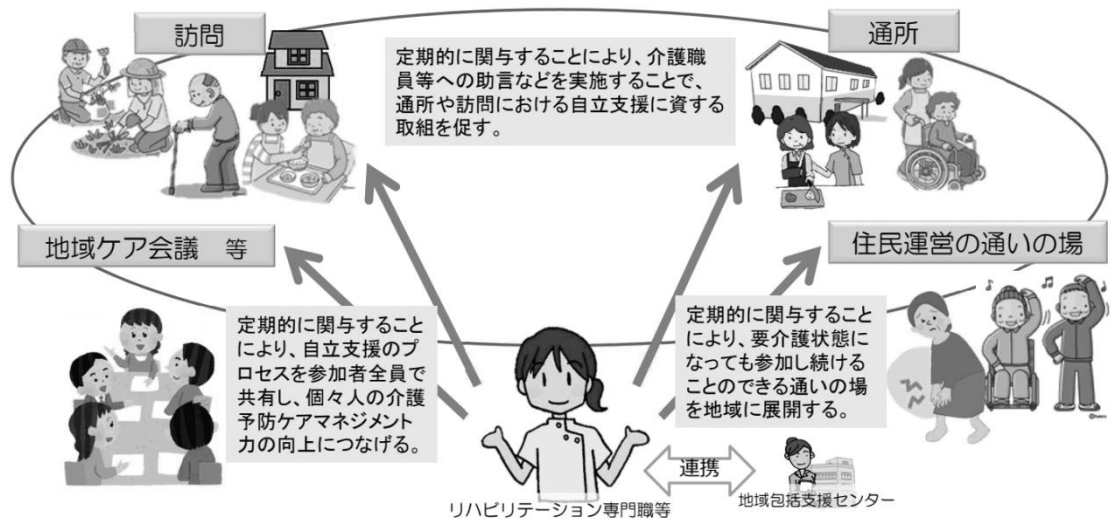 訪問
通所
定期的に関与することにより、介護職
員等への助言などを実施することで、
通所や訪問における自立支援に資する
取組を促す。
地域ケア会議　等
住民運営の通いの場
定期的に関与すること
により、自立支援のプ
ロセスを参加者全員で
共有し、個々人の介護
予防ケアマネジメント
力の向上につなげる。
定期的に関与すること
により、要介護状態に
なっても参加し続ける
ことのできる通いの場
を地域に展開する。
連携
リハビリテーション専門職等
地域包括支援センター